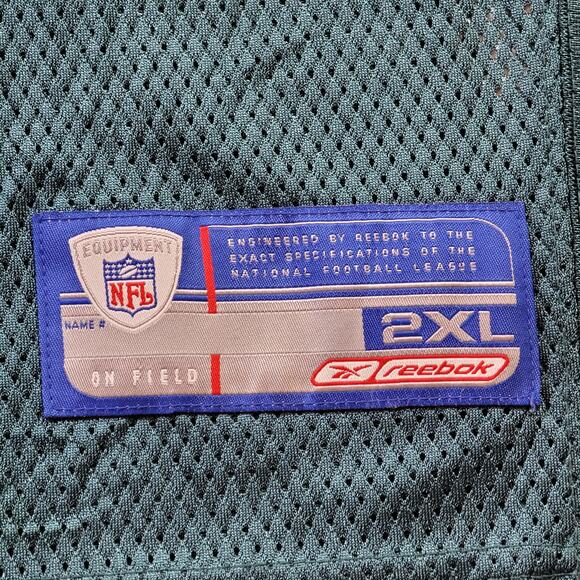 EQUIPMENT
NFL
ENGINEERED BY REEBOK TO THE
EXACT SPECIFICATIONS OF THE
NATIONAL FOOTBALL LEAGUE
NAME #
2XL
ON FIELD
reebok